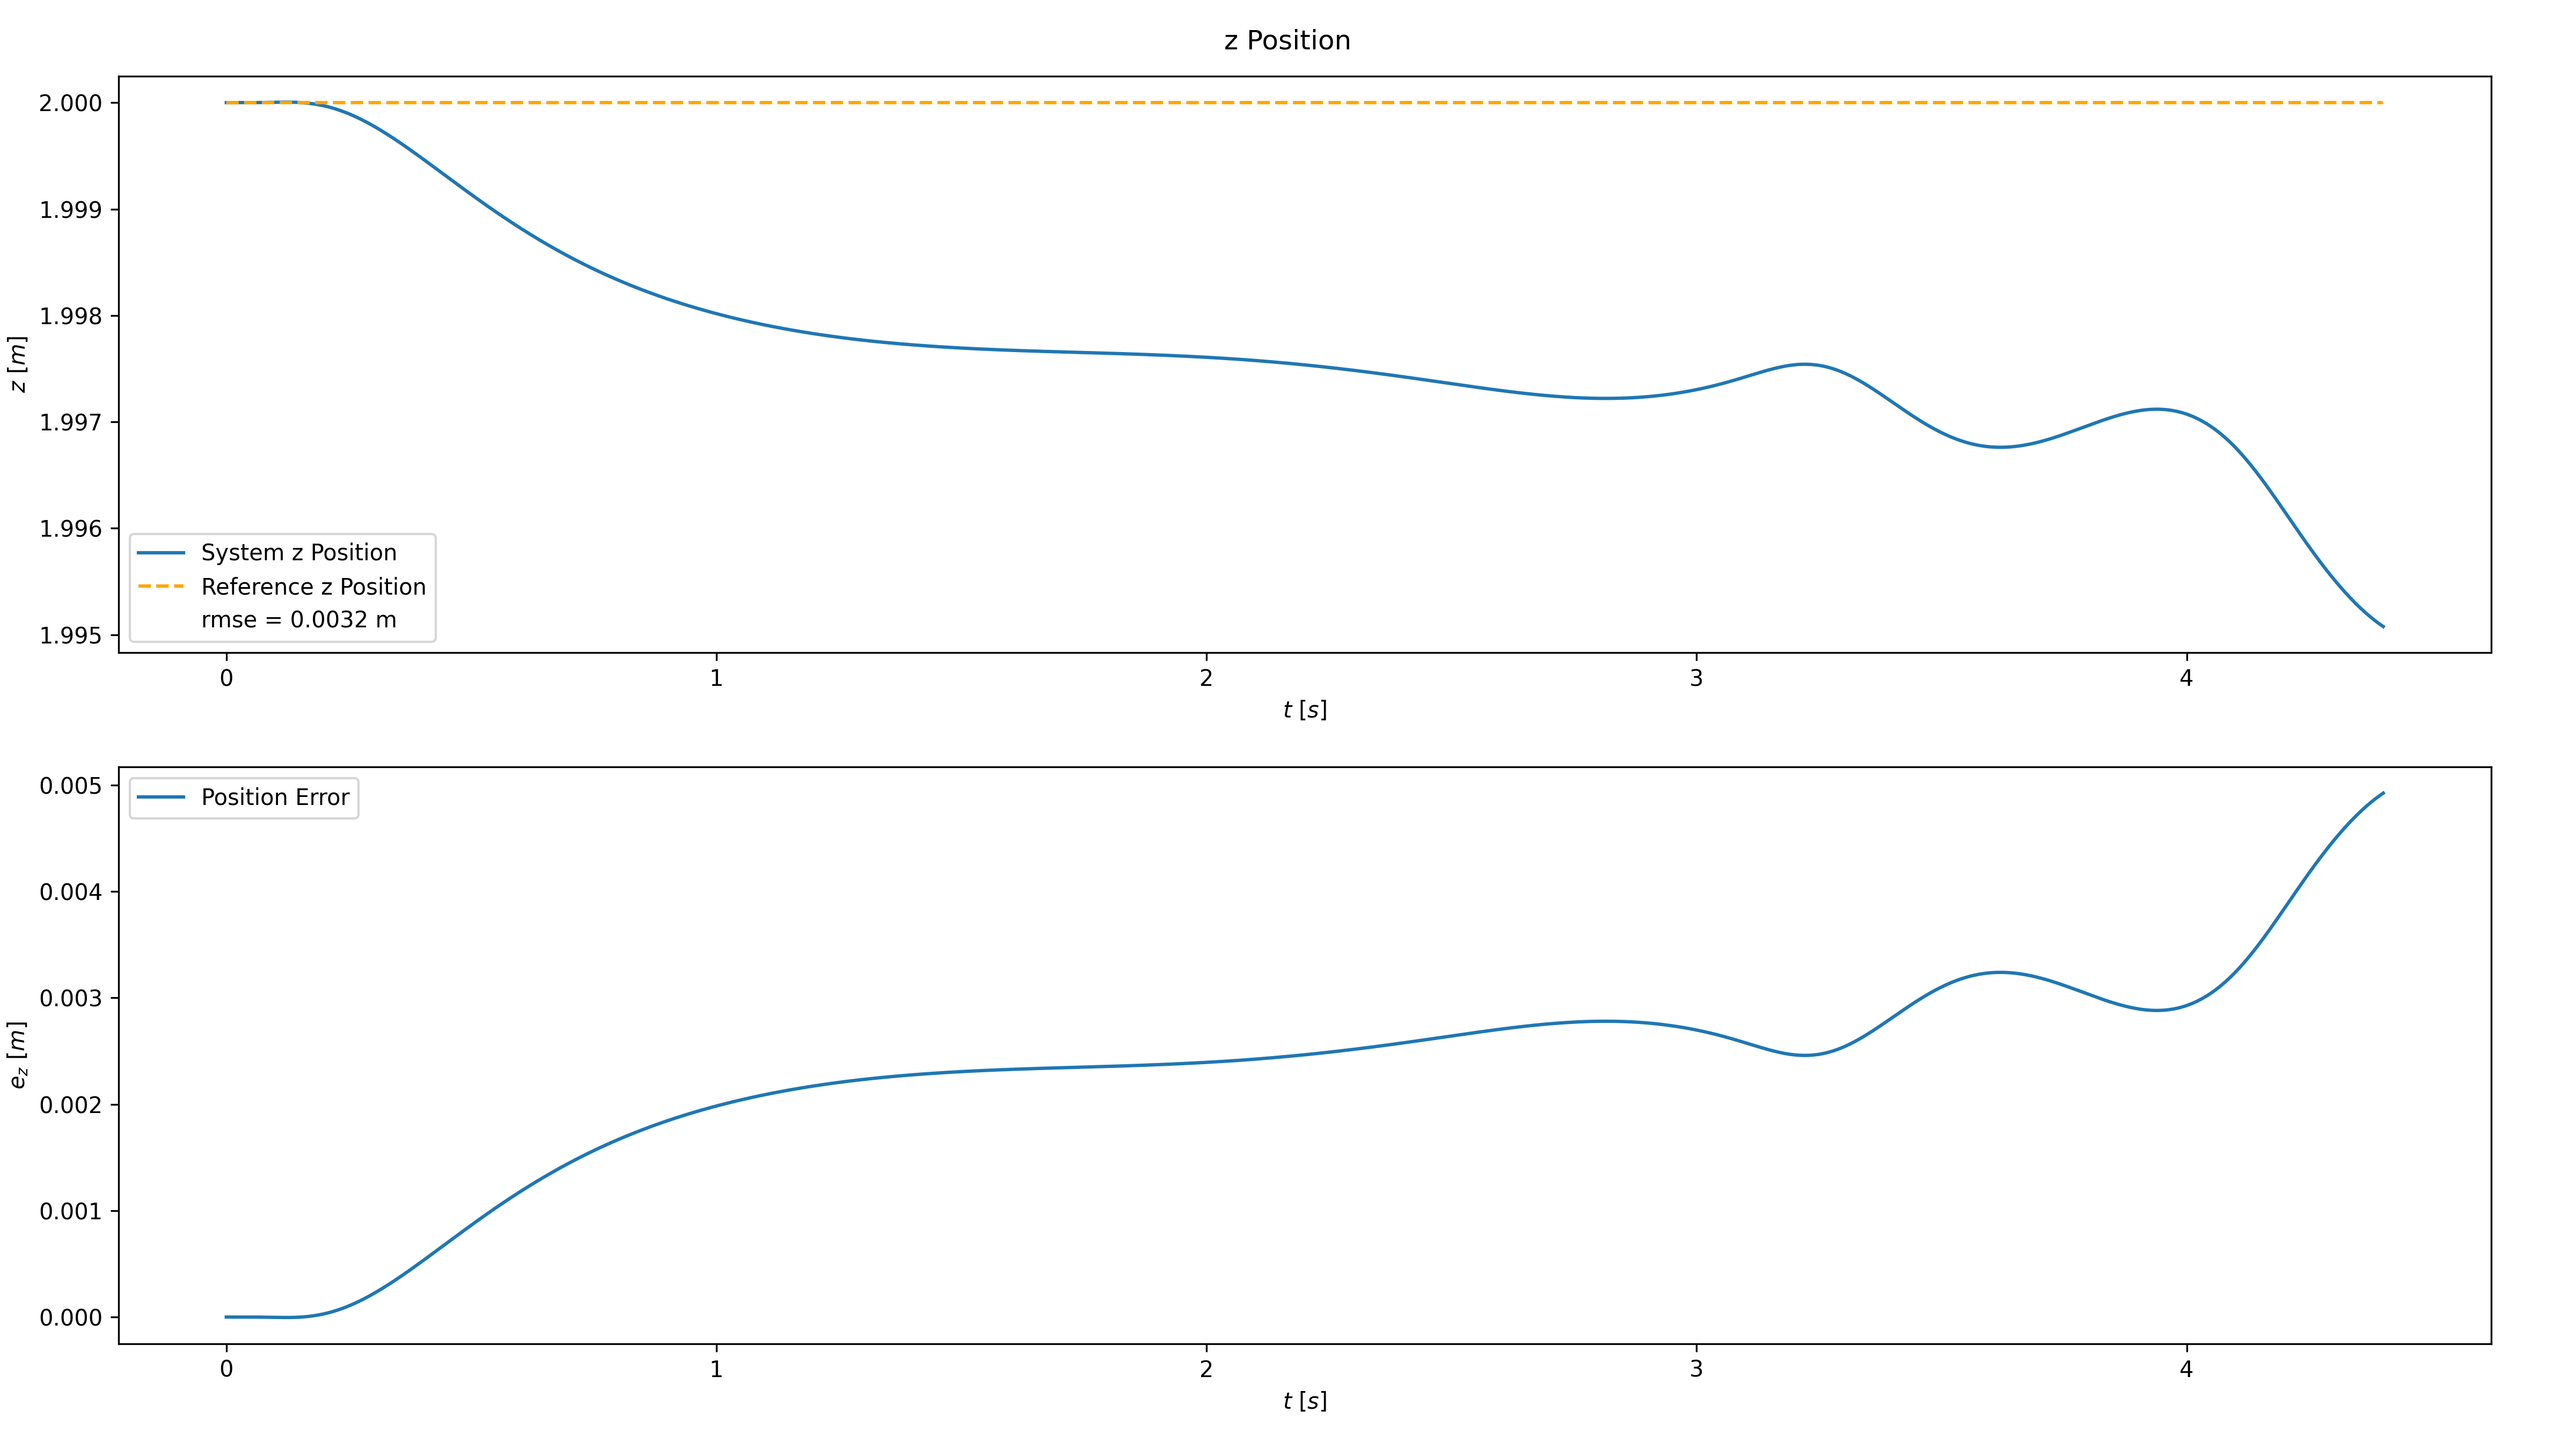 z Position
2.000
1.999
1.998
1.997
1.996
1.995
z [m]
System z Position
Reference z Position
rmse = 0.0032 m
0 1 2 3 4
t [s]
0.005
0.004
0.003
0.002
0.001
0.000
e_z [m]
Position Error
0 1 2 3 4
t [s]